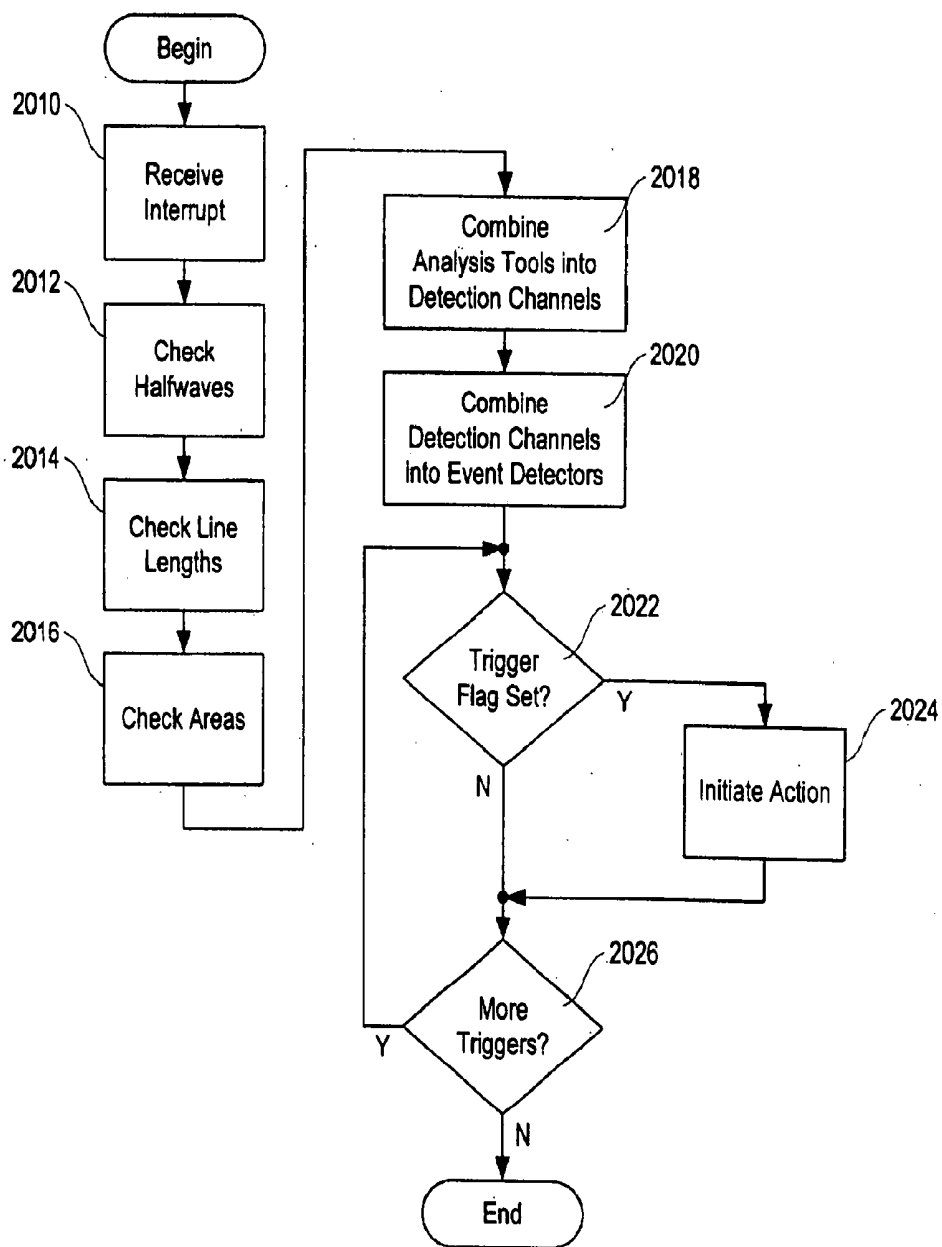 Begin
2010
Receive
Interrupt
2012
Check
Halfwaves
2014
Check Line
Lengths
2016
Check Areas
2018
Combine
Analysis Tools into
Detection Channels
2020
Combine
Detection Channels
into Event Detectors
2022
Trigger
Flag Set?
Y
N
2024
Initiate Action
2026
More
Triggers?
Y
N
End